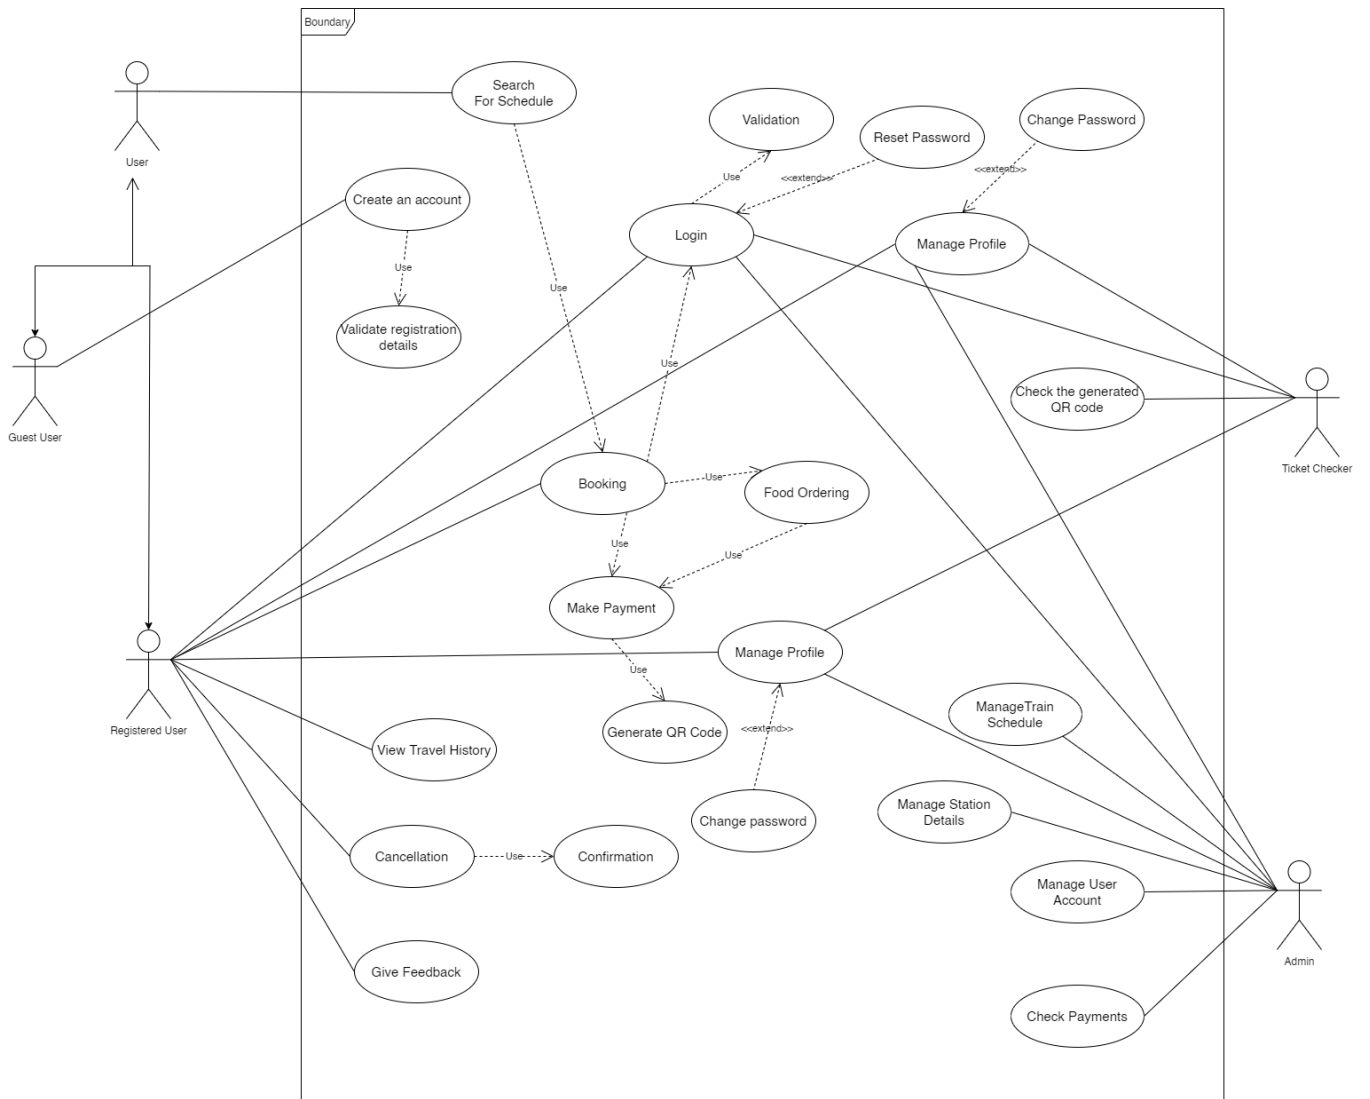 Boundary
Search
For Schedule
User
Validation
Reset Password
Change Password
Use
<<extend>>
<<extend>>
Create an account
Login
Manage Profile
Use
Use
Validate registration
details
Guest User
Use
Check the generated
QR code
Ticket Checker
Booking
Use
Food Ordering
Use
Use
Make Payment
Manage Profile
Use
Registered User
ManageTrain
Schedule
View Travel History
Generate QR Code
<<extend>>
Manage Station
Details
Change password
Cancellation
Use
Confirmation
Manage User
Account
Admin
Give Feedback
Check Payments